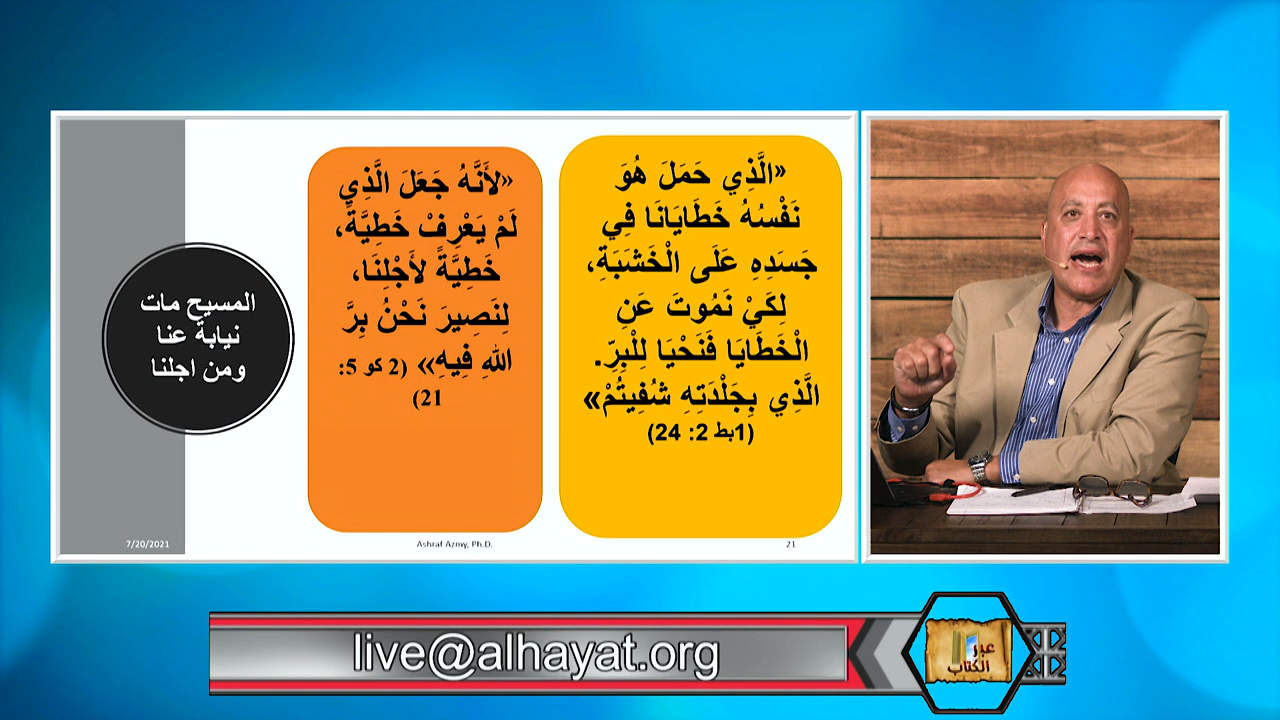 «الَّذِي حَمَلَ هُوَ
نَفْسُهُ خَطَايَانَا فِي
جَسَدِهِ عَلَى الْخَشَبَةِ،
لِكَيْ نَمُوتَ عَنِ
الْخَطَايَا فَنَحْيَا لِلْبِرِّ.
الَّذِي بِجَلْدَتِهِ شُفِيتُمْ»
(1بط 2: 24)
«لأَنَّهُ جَعَلَ الَّذِي
لَمْ يَعْرِفْ خَطِيَّةً،
خَطِيَّةً لأَجْلِنَا،
لِنَصِيرَ نَحْنُ بِرَّ
اللهِ فِيهِ» (2 كو 5:
21)
المسيح مات
نيابة عنا
ومن اجلنا
7/20/2021
Ashraf Azmy, Ph.D.
21
live@alhayat.org
عبر
الكتاب